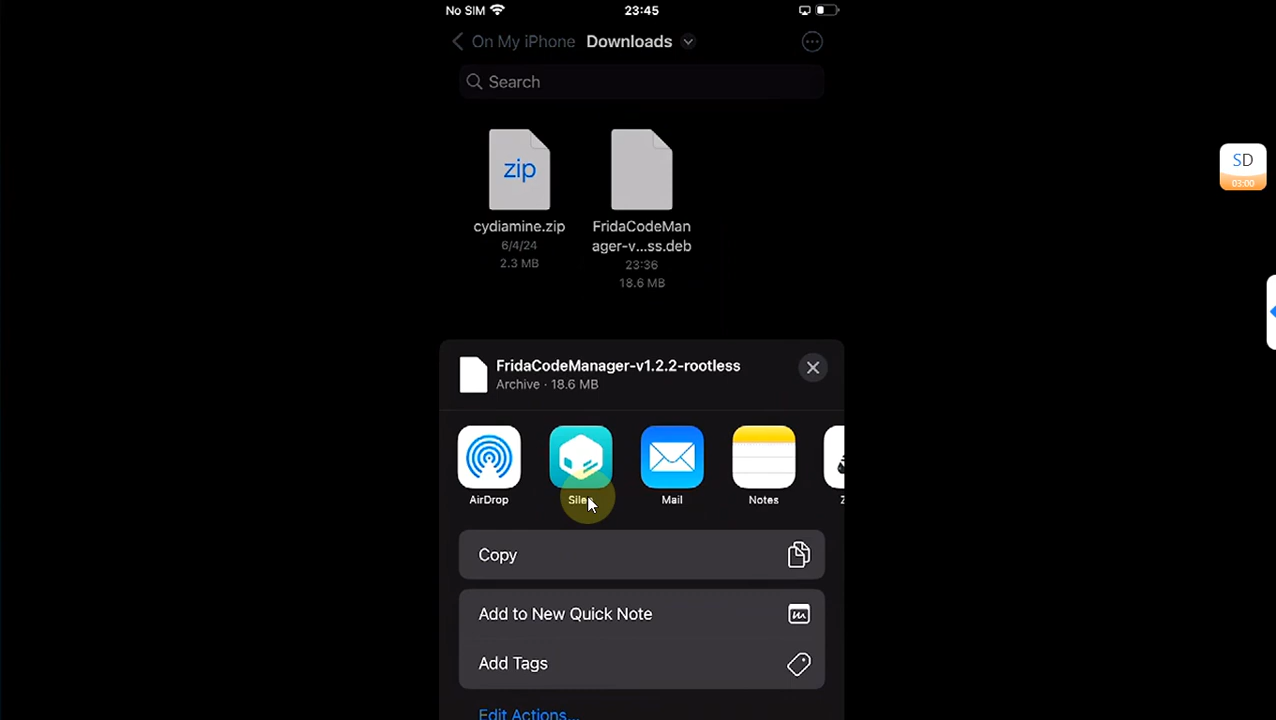 No SIM 23:45
On My iPhone Downloads
Search
zip
cydiamine.zip
6/4/24
2.3 MB
FridaCodeMan
ager-v...ss.deb
23:36
18.6 MB
SD
03:00
FridaCodeManager-v1.2.2-rootless
Archive · 18.6 MB
AirDrop
Mail
Notes
Copy
Add to New Quick Note
Add Tags
Edit Actions...